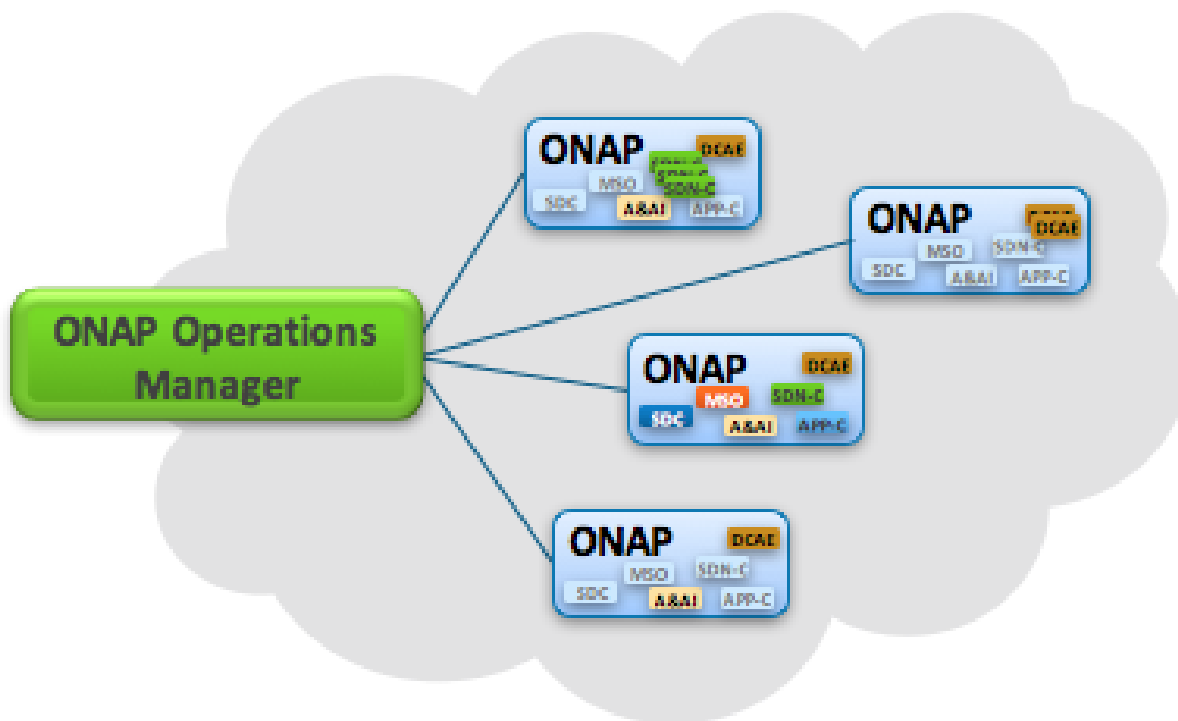 ONAP
DCAE
SDN-C
MSO
SDC
A&AI
APP-C
ONAP
DCAE
MSO
SDN-C
SDC
A&AI
APP-C
ONAP Operations
Manager
ONAP
DCAE
MSO
SDN-C
SDC
A&AI
APP-C
ONAP
DCAE
MSO
SDN-C
SDC
A&AI
APP-C